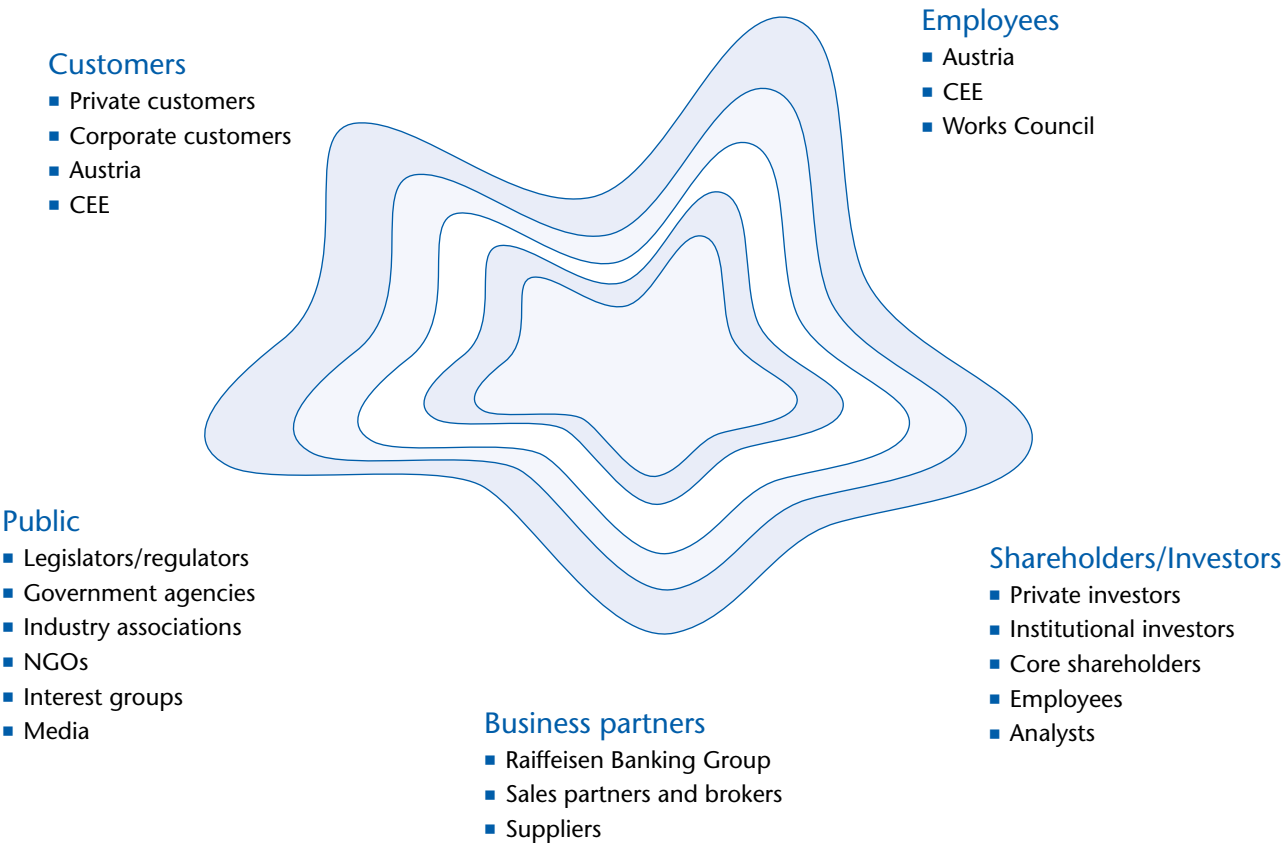 Customers
▪ Private customers
▪ Corporate customers
▪ Austria
▪ CEE
Employees
▪ Austria
▪ CEE
▪ Works Council
Public
▪ Legislators/regulators
▪ Government agencies
▪ Industry associations
▪ NGOs
▪ Interest groups
▪ Media
Business partners
▪ Raiffeisen Banking Group
▪ Sales partners and brokers
▪ Suppliers
Shareholders/Investors
▪ Private investors
▪ Institutional investors
▪ Core shareholders
▪ Employees
▪ Analysts